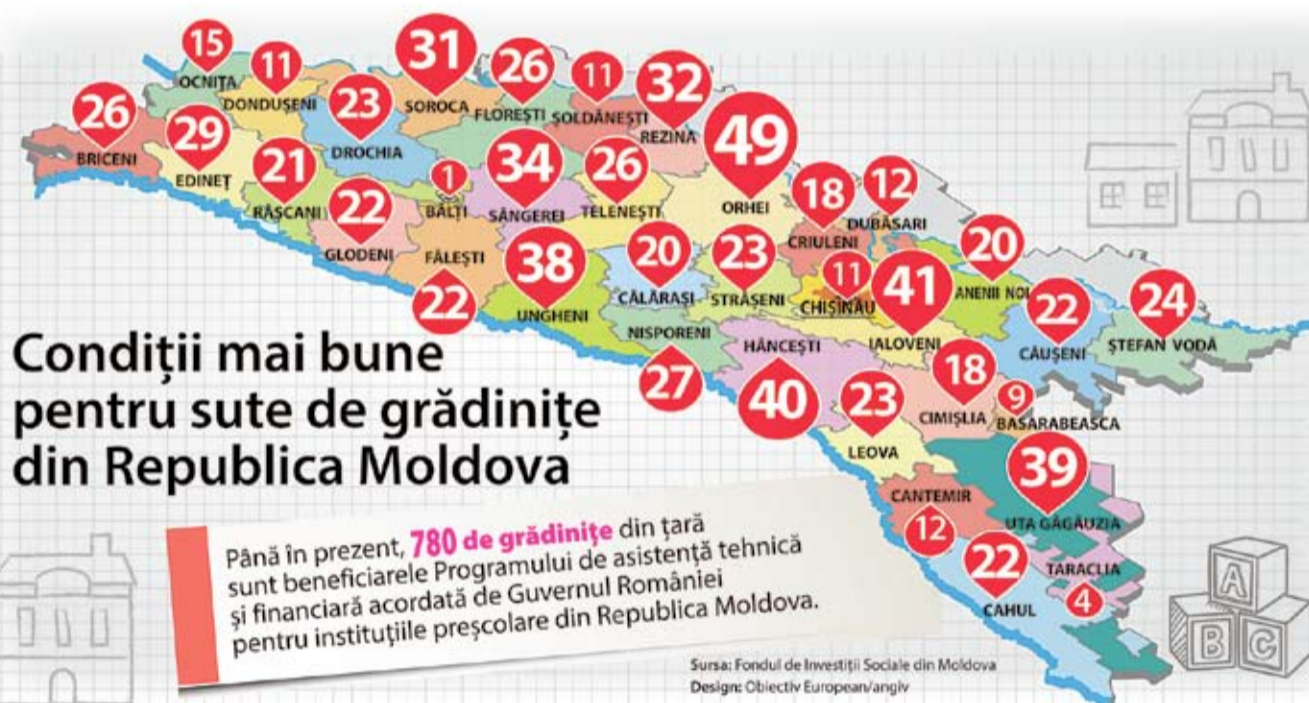 15
OCNIȚA
11
DONDUȘENI
31
SOROCA
26
FLOREȘTI
11
ȘOLDĂNEȘTI
32
REZINA
26
BRICENI
29
EDINEȚ
23
DROCHIA
49
ORHEI
21
RÂȘCANI
22
GLODENI
1
BĂLȚI
34
SÂNGEREI
26
TELENEȘTI
18
CRIULENI
12
DUBĂSARI
FĂLEȘTI
22
38
UNGHENI
20
CĂLĂRAȘI
23
STRĂȘENI
11
CHIȘINĂU
41
IALOVENI
20
ANENII NOI
22
CĂUȘENI
24
ȘTEFAN VODĂ
NISPORENI
27
HÂNCEȘTI
40
23
LEOVA
18
CIMIȘLIA
9
BASARABEASCA
39
UTA GĂGĂUZIA
CANTEMIR
12
22
CAHUL
TARACLIA
4
Condiții mai bune
pentru sute de grădinițe
din Republica Moldova
Până în prezent, 780 de grădinițe din țară
sunt beneficiarele Programului de asistență tehnică
și financiară acordată de Guvernul României
pentru instituțiile preșcolare din Republica Moldova.
A
B C
Sursa: Fondul de Investiții Sociale din Moldova
Design: Obiectiv European/angiv